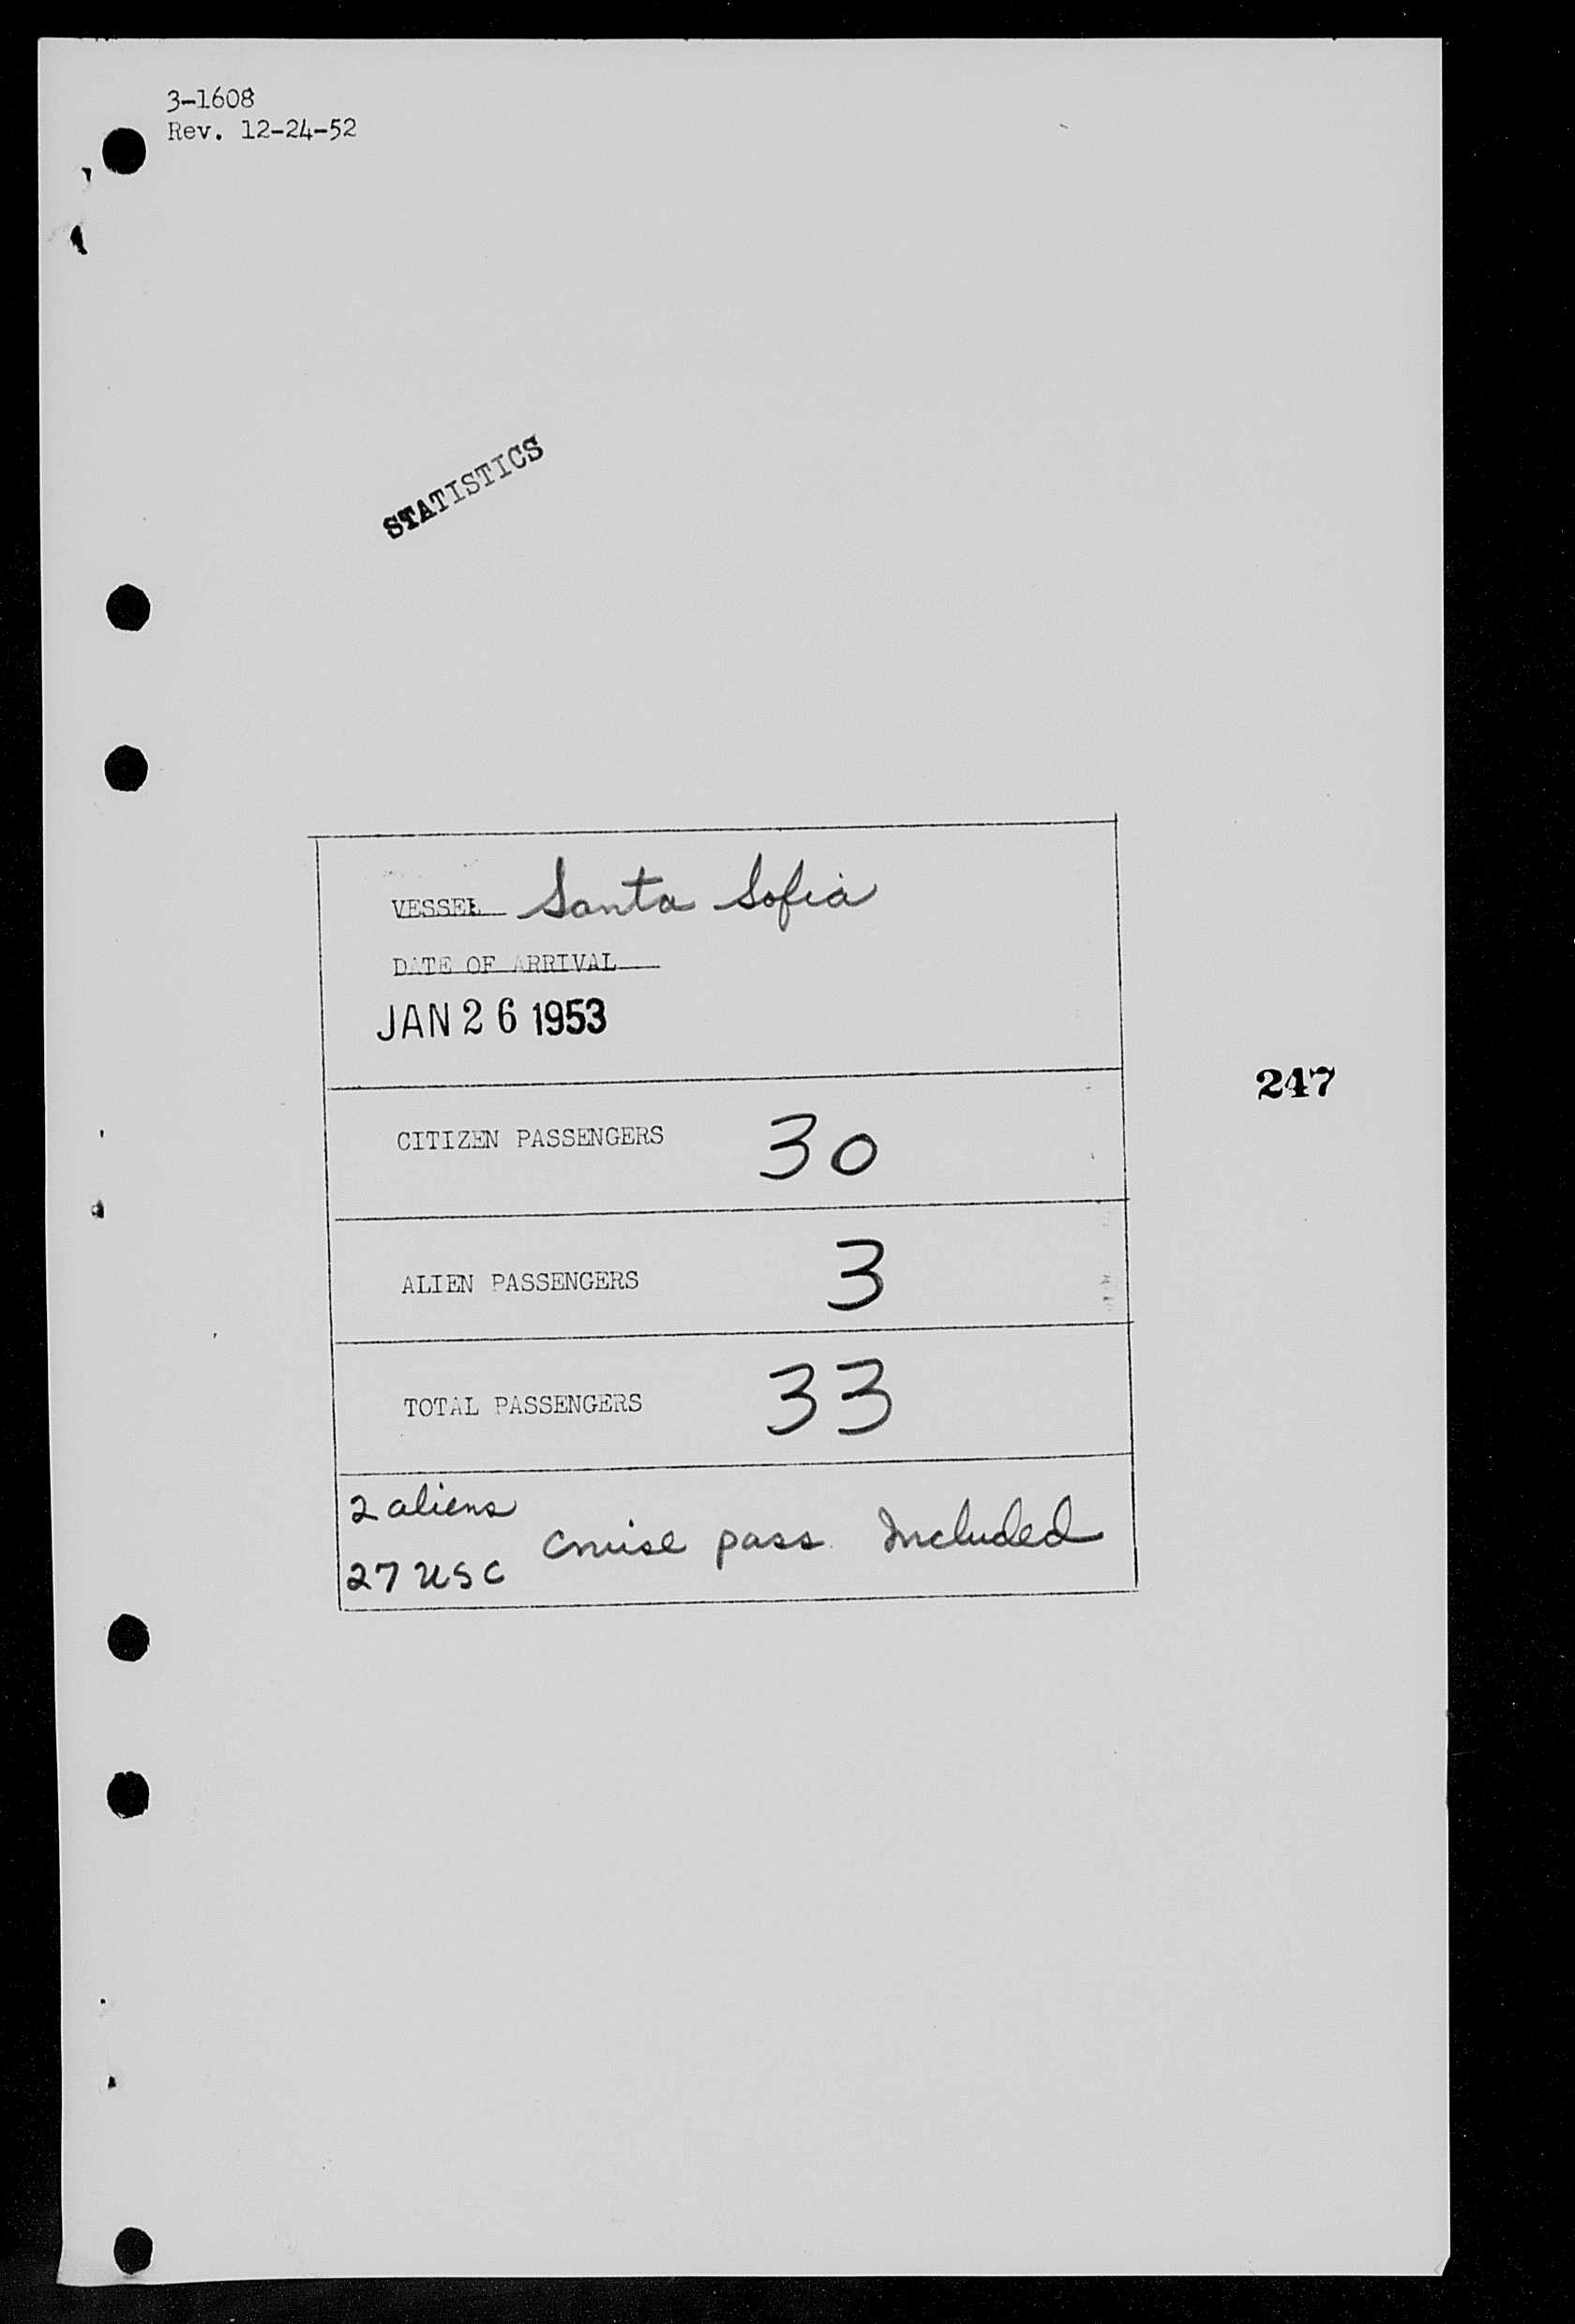 3-1608
Rev. 12-24-52
STATISTICS
VESSEL Santa Sofia
DATE OF ARRIVAL
JAN 26 1953
247
CITIZEN PASSENGERS 30
ALIEN PASSENGERS 3
TOTAL PASSENGERS 33
2 aliens
cruise pass. Included
27 USC